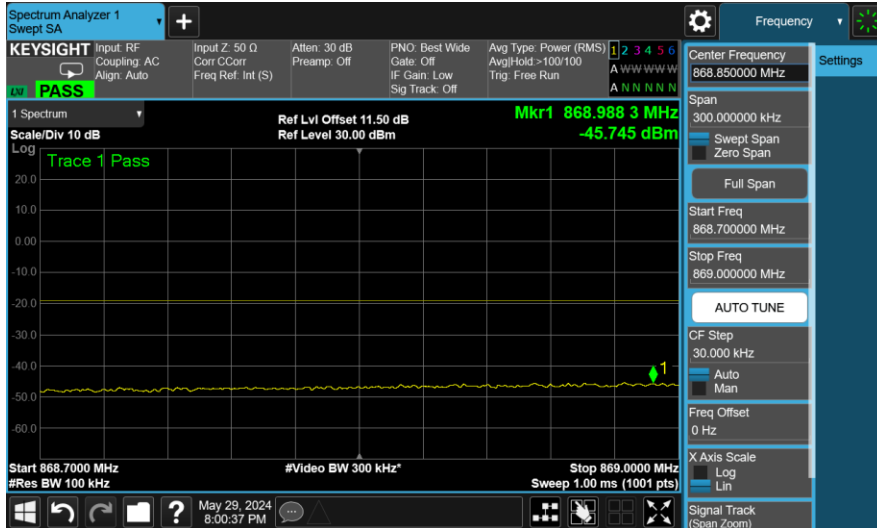 Spectrum Analyzer 1
Swept SA
+
Frequency
KEYSIGHT
Input: RF
Coupling: AC
Align: Auto
Input Z: 50 Ω
Corr CCorr
Freq Ref: Int (S)
Atten: 30 dB
Preamp: Off
PNO: Best Wide
Gate: Off
IF Gain: Low
Sig Track: Off
Avg Type: Power (RMS)
Avg|Hold:>100/100
Trig: Free Run
1 2 3 4 5 6
A W W W W W
A N N N N N
LXI
PASS
1 Spectrum
Scale/Div 10 dB
Ref Lvl Offset 11.50 dB
Ref Level 30.00 dBm
Mkr1 868.988 3 MHz
-45.745 dBm
Log
Trace 1 Pass
20.0
10.0
0.00
-10.0
-20.0
-30.0
-40.0
-50.0
-60.0
1
Start 868.7000 MHz
#Res BW 100 kHz
#Video BW 300 kHz*
Stop 869.0000 MHz
Sweep 1.00 ms (1001 pts)
?
May 29, 2024
8:00:37 PM
Center Frequency
868.850000 MHz
Settings
Span
300.000000 kHz
Swept Span
Zero Span
Full Span
Start Freq
868.700000 MHz
Stop Freq
869.000000 MHz
AUTO TUNE
CF Step
30.000 kHz
Auto
Man
Freq Offset
0 Hz
X Axis Scale
Log
Lin
Signal Track
(Span Zoom)